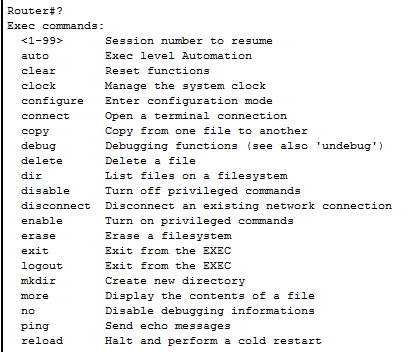 Router#?
Exec commands:
<1-99> Session number to resume
auto Exec level Automation
clear Reset functions
clock Manage the system clock
configure Enter configuration mode
connect Open a terminal connection
copy Copy from one file to another
debug Debugging functions (see also 'undebug')
delete Delete a file
dir List files on a filesystem
disable Turn off privileged commands
disconnect Disconnect an existing network connection
enable Turn on privileged commands
erase Erase a filesystem
exit Exit from the EXEC
logout Exit from the EXEC
mkdir Create new directory
more Display the contents of a file
no Disable debugging informations
ping Send echo messages
reload Halt and perform a cold restart